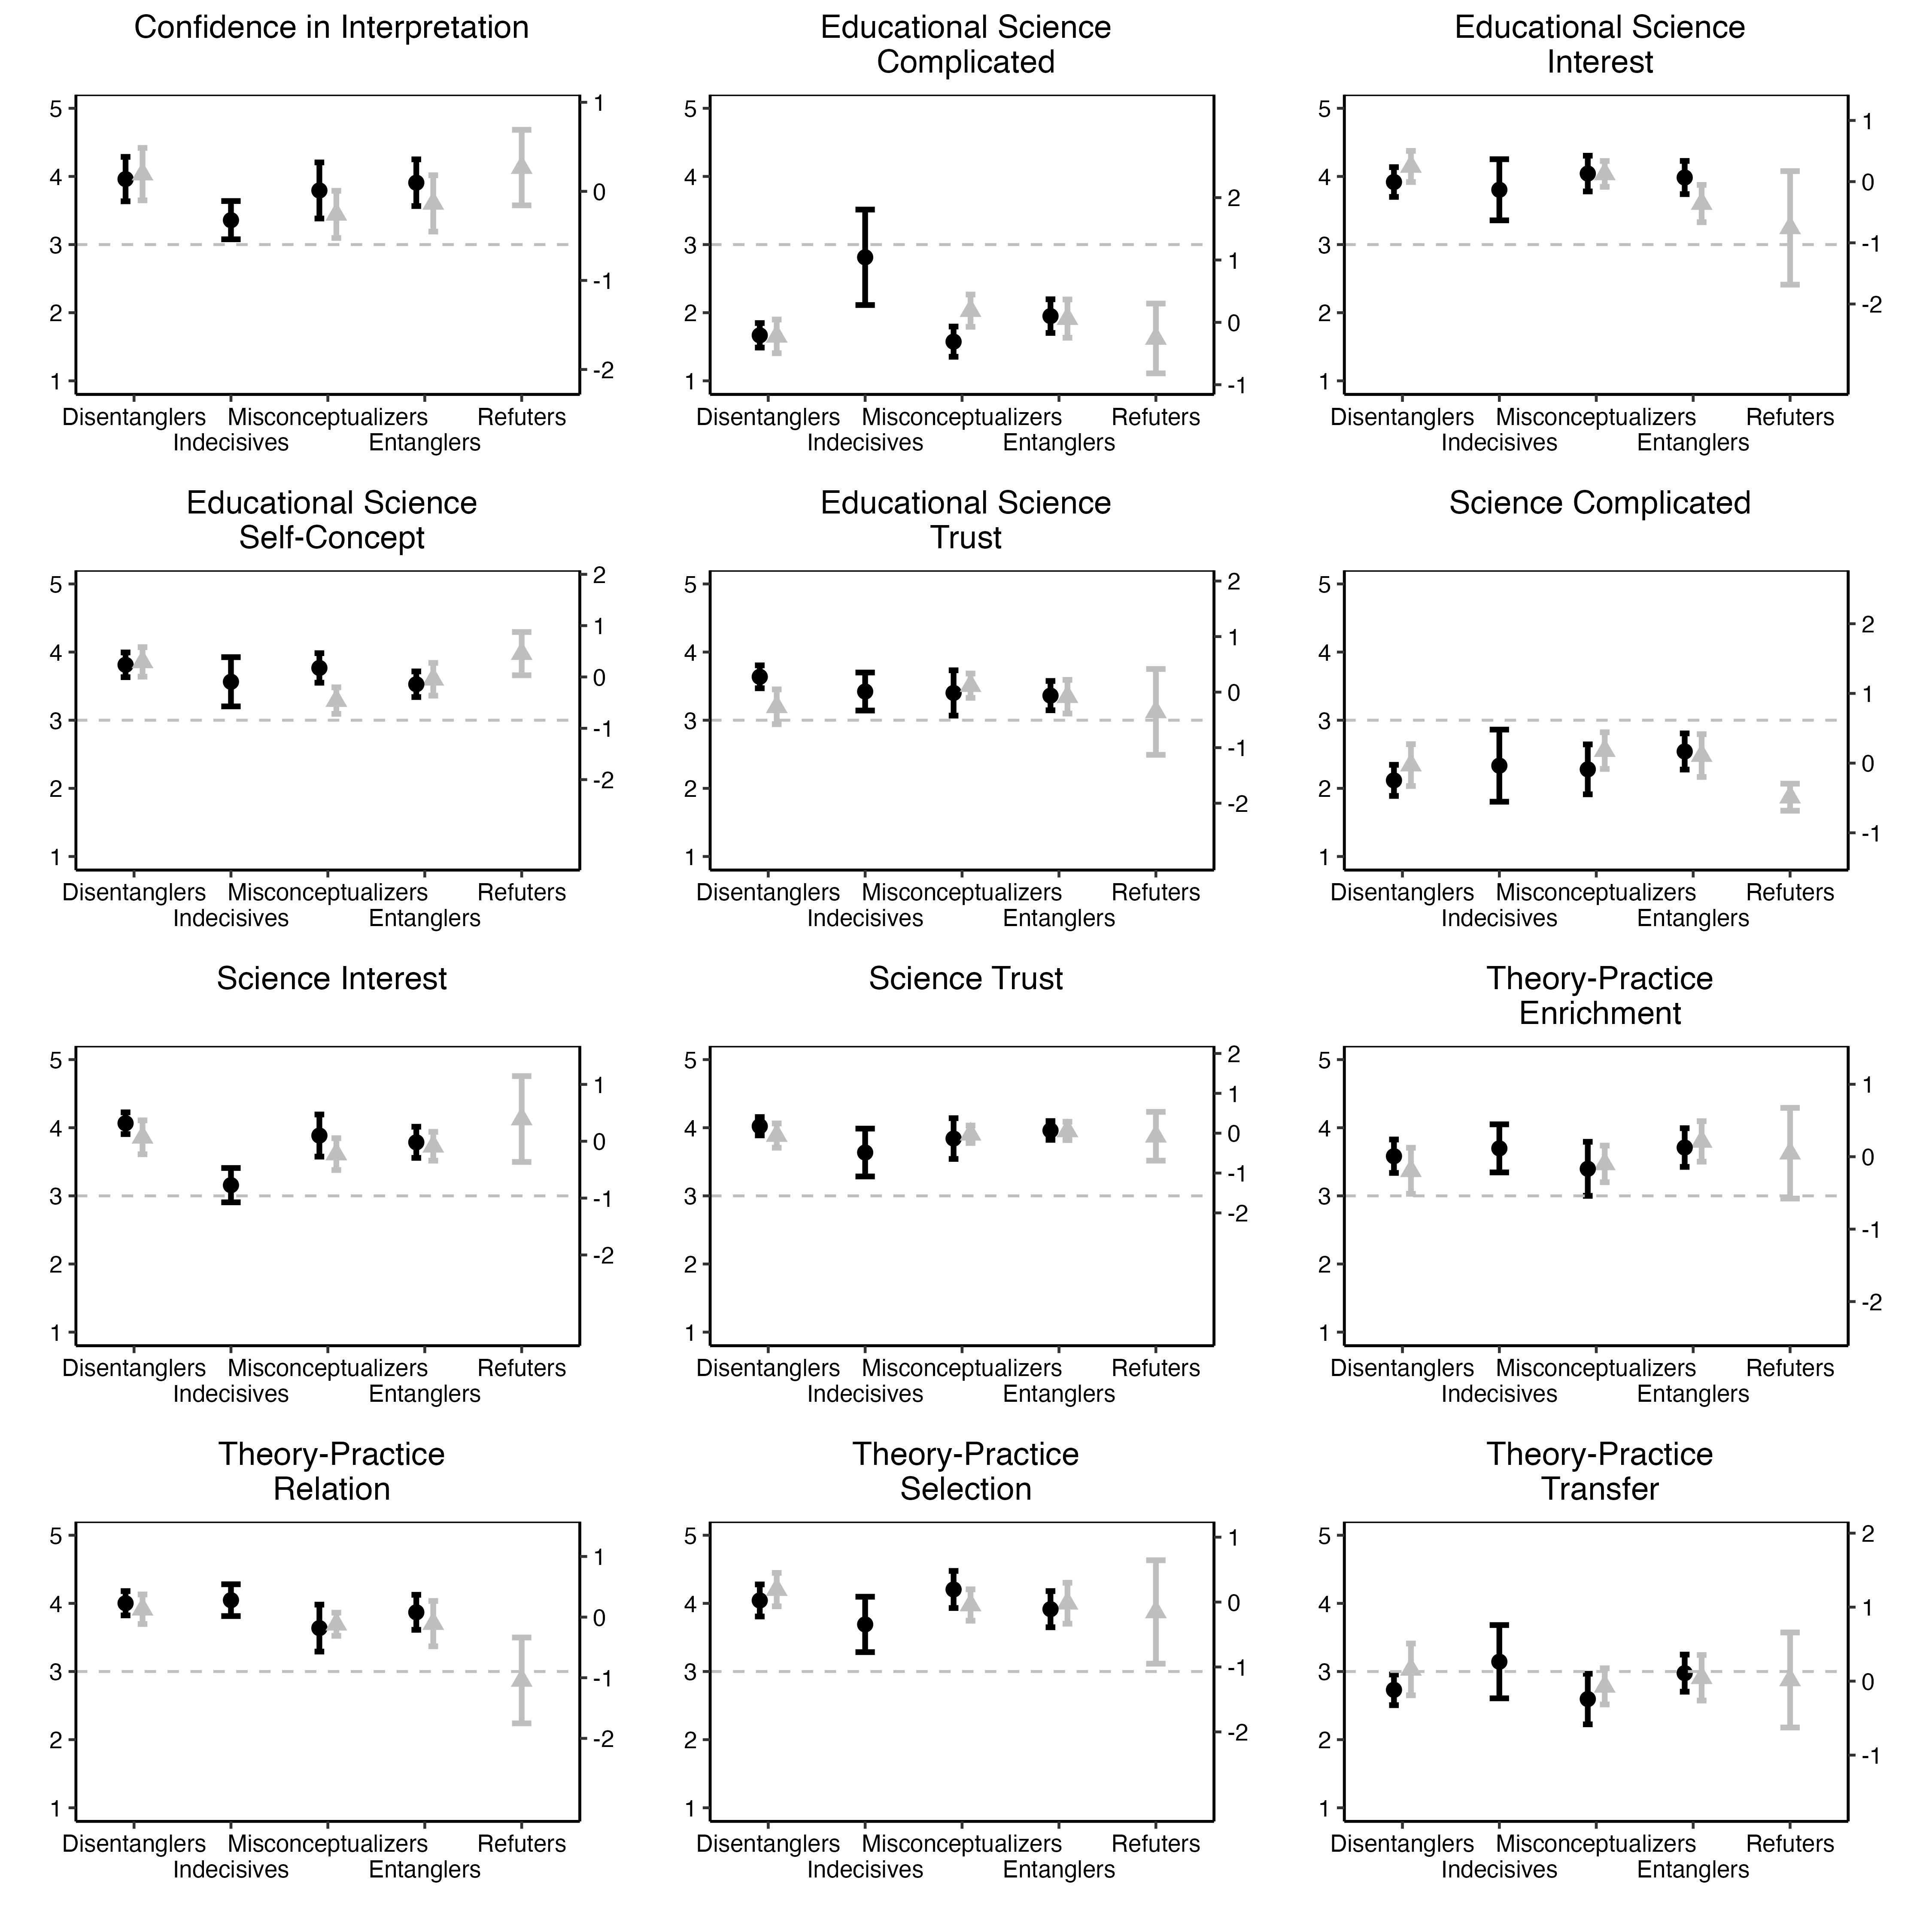 Confidence in Interpretation
5
4
3
2
1
1
0
-1
-2
Disentanglers
Misconceptualizers
Refuters
Indecisives
Entanglers
Educational Science
Complicated
5
4
3
2
1
2
1
0
-1
Disentanglers
Misconceptualizers
Refuters
Indecisives
Entanglers
Educational Science
Interest
5
4
3
2
1
1
0
-1
-2
Disentanglers
Misconceptualizers
Refuters
Indecisives
Entanglers
Educational Science
Self-Concept
5
4
3
2
1
2
1
0
-1
-2
Disentanglers
Misconceptualizers
Refuters
Indecisives
Entanglers
Educational Science
Trust
5
4
3
2
1
2
1
0
-1
-2
Disentanglers
Misconceptualizers
Refuters
Indecisives
Entanglers
Science Complicated
5
4
3
2
1
2
1
0
-1
Disentanglers
Misconceptualizers
Refuters
Indecisives
Entanglers
Science Interest
5
4
3
2
1
1
0
-1
-2
Disentanglers
Misconceptualizers
Refuters
Indecisives
Entanglers
Science Trust
5
4
3
2
1
2
1
0
-1
-2
Disentanglers
Misconceptualizers
Refuters
Indecisives
Entanglers
Theory-Practice
Enrichment
5
4
3
2
1
1
0
-1
-2
Disentanglers
Misconceptualizers
Refuters
Indecisives
Entanglers
Theory-Practice
Relation
5
4
3
2
1
1
0
-1
-2
Disentanglers
Misconceptualizers
Refuters
Indecisives
Entanglers
Theory-Practice
Selection
5
4
3
2
1
1
0
-1
-2
Disentanglers
Misconceptualizers
Refuters
Indecisives
Entanglers
Theory-Practice
Transfer
5
4
3
2
1
2
1
0
-1
Disentanglers
Misconceptualizers
Refuters
Indecisives
Entanglers